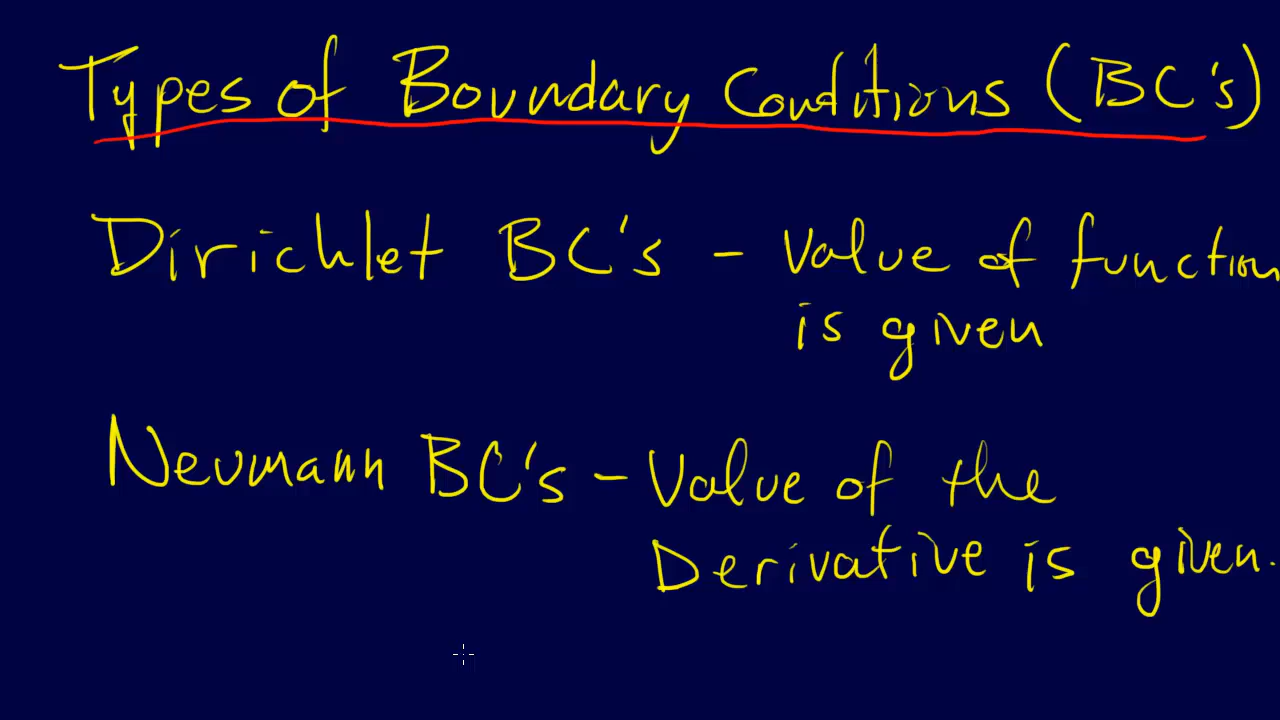 Types of Boundary Conditions (BC's)
Dirichlet BC's - Value of function
is given
Neumann BC's - Value of the
Derivative is given.